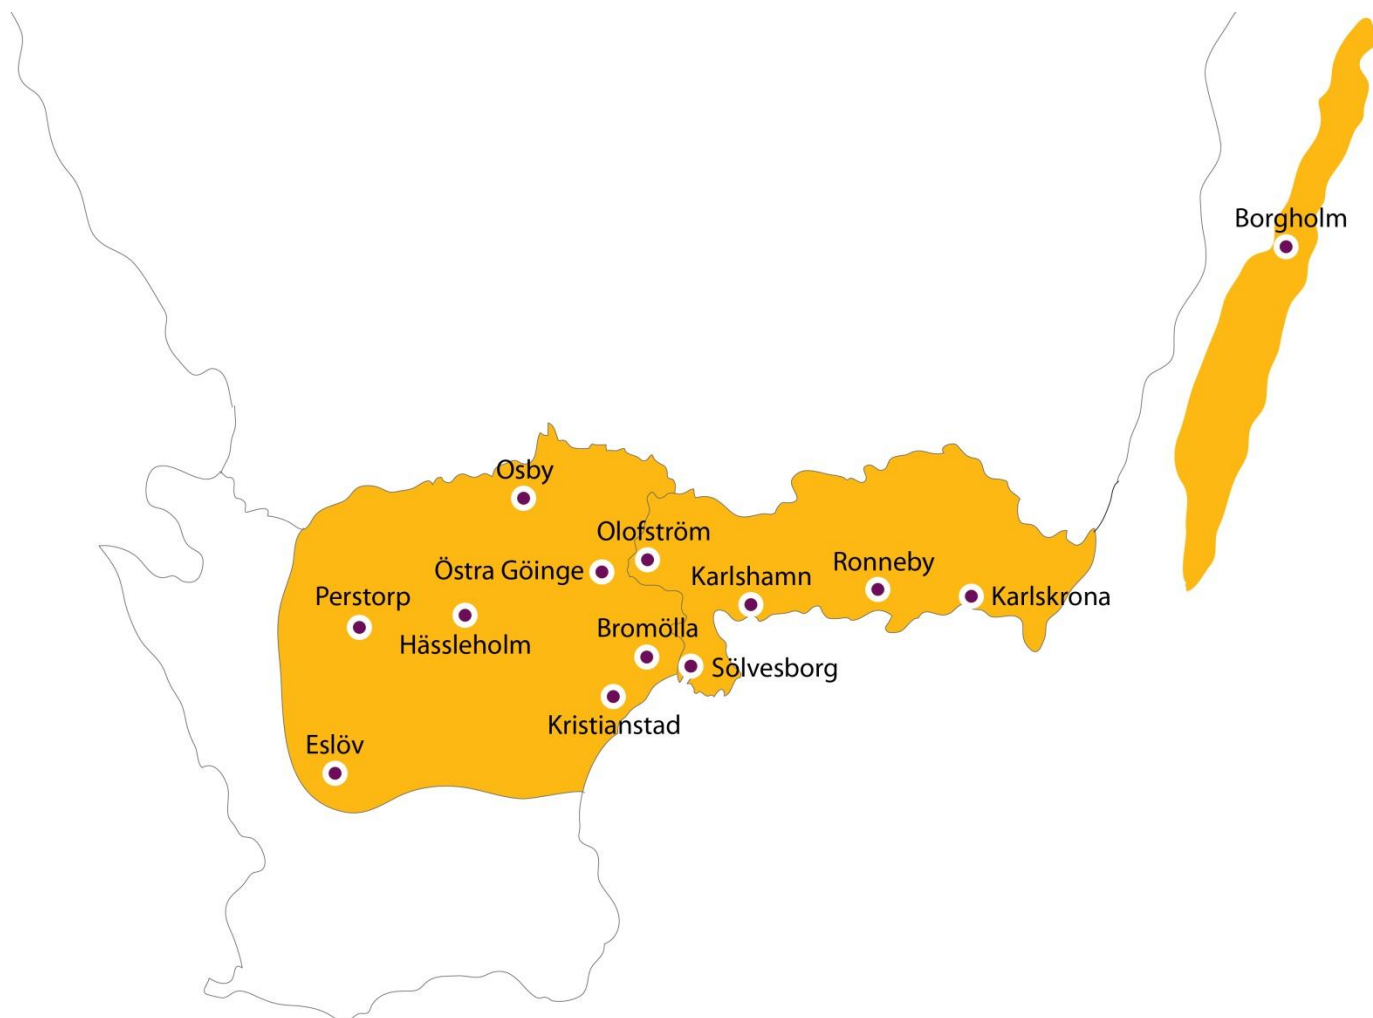 Borgholm
Osby
Olofström
Östra Göinge
Ronneby
Karlshamn
Karlskrona
Perstorp
Hässleholm
Bromölla
Sölvesborg
Kristianstad
Eslöv